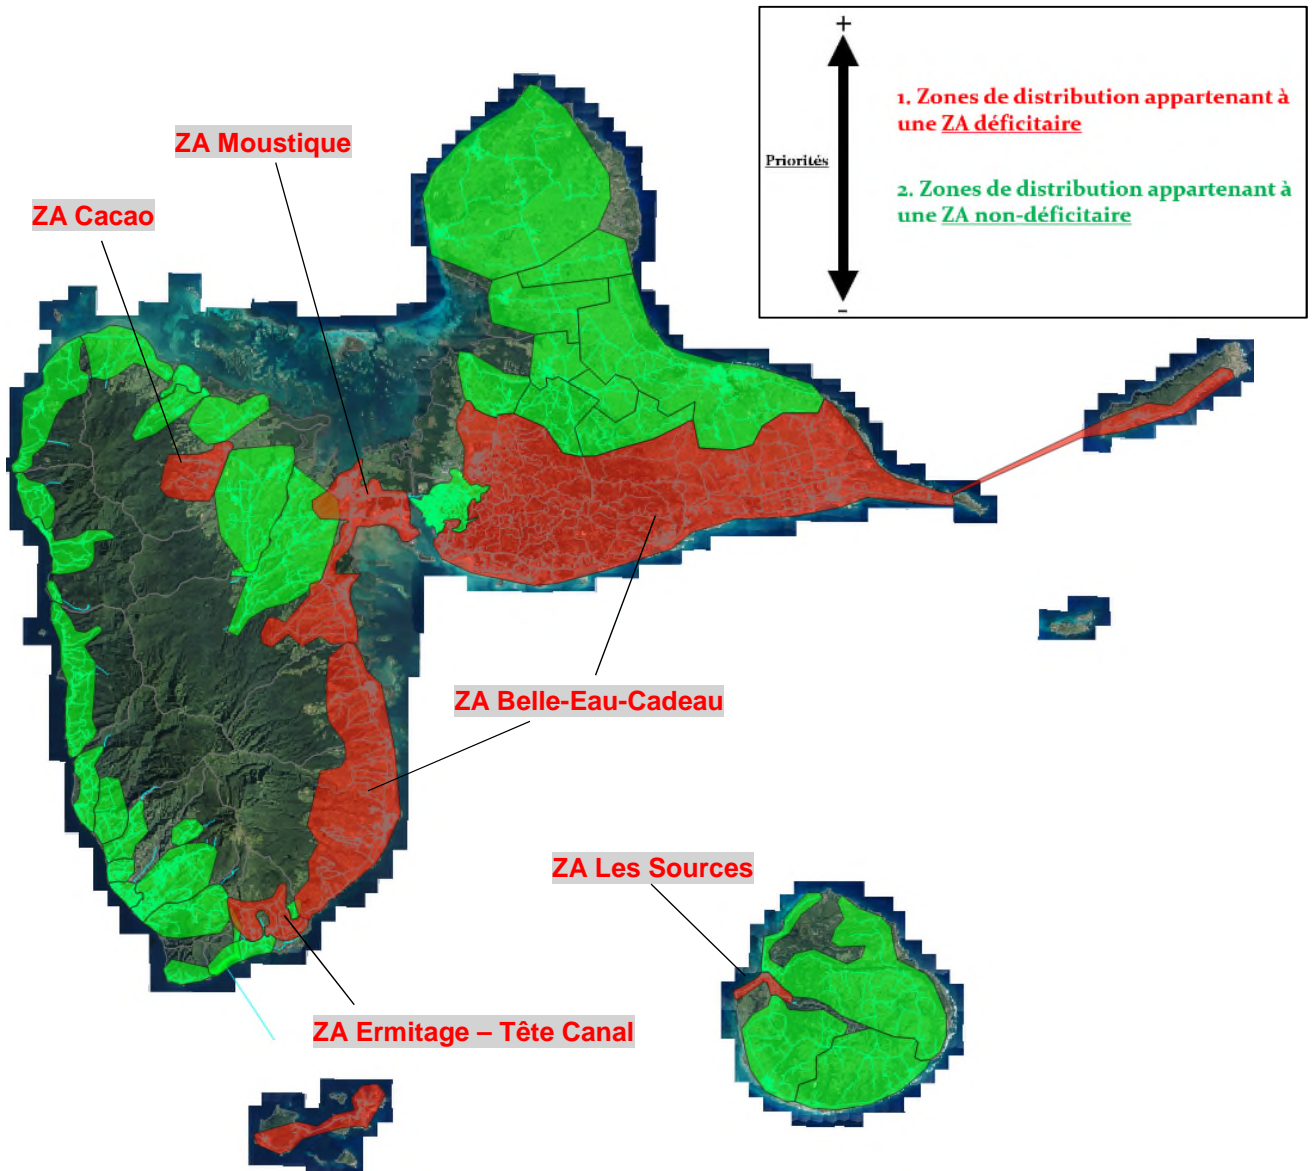 +
1. Zones de distribution appartenant à
une ZA déficitaire
Priorités
2. Zones de distribution appartenant à
une ZA non-déficitaire
-
ZA Moustique
ZA Cacao
ZA Belle-Eau-Cadeau
ZA Les Sources
ZA Ermitage – Tête Canal